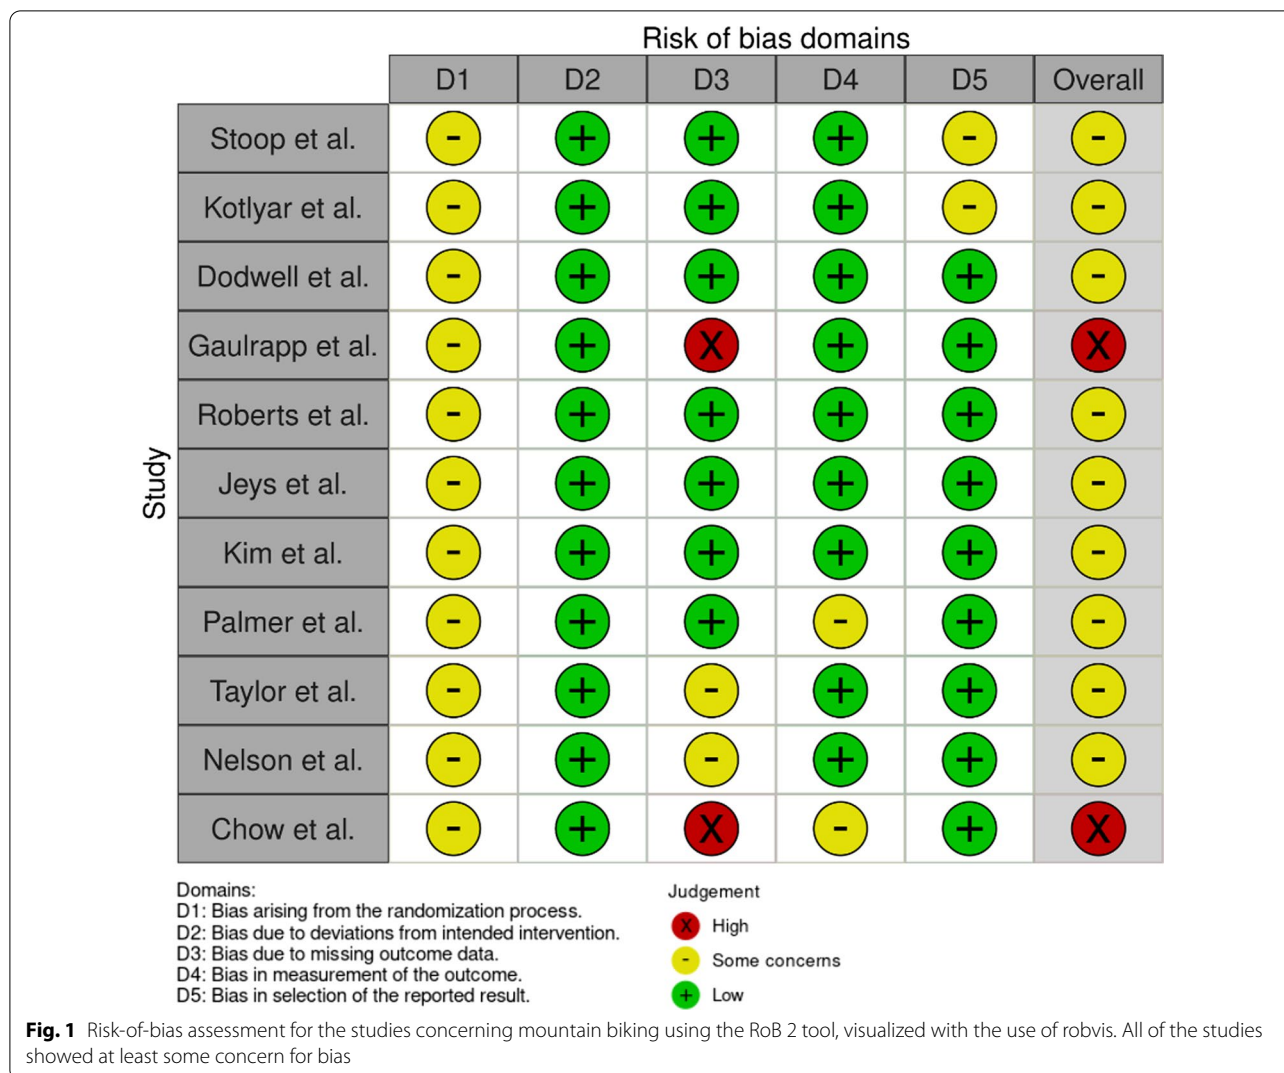 Risk of bias domains
D1 D2 D3 D4 D5 Overall
Study
Stoop et al. - + + + - -
Kotlyar et al. - + + + - -
Dodwell et al. - + + + + -
Gaulrapp et al. - + X + + X
Roberts et al. - + + + + -
Jeys et al. - + + + + -
Kim et al. - + + + + -
Palmer et al. - + + - + -
Taylor et al. - + - + + -
Nelson et al. - + - + + -
Chow et al. - + X - + X
Domains:
D1: Bias arising from the randomization process.
D2: Bias due to deviations from intended intervention.
D3: Bias due to missing outcome data.
D4: Bias in measurement of the outcome.
D5: Bias in selection of the reported result.
Judgement
X High
- Some concerns
+ Low
Fig. 1 Risk-of-bias assessment for the studies concerning mountain biking using the RoB 2 tool, visualized with the use of robvis. All of the studies
showed at least some concern for bias